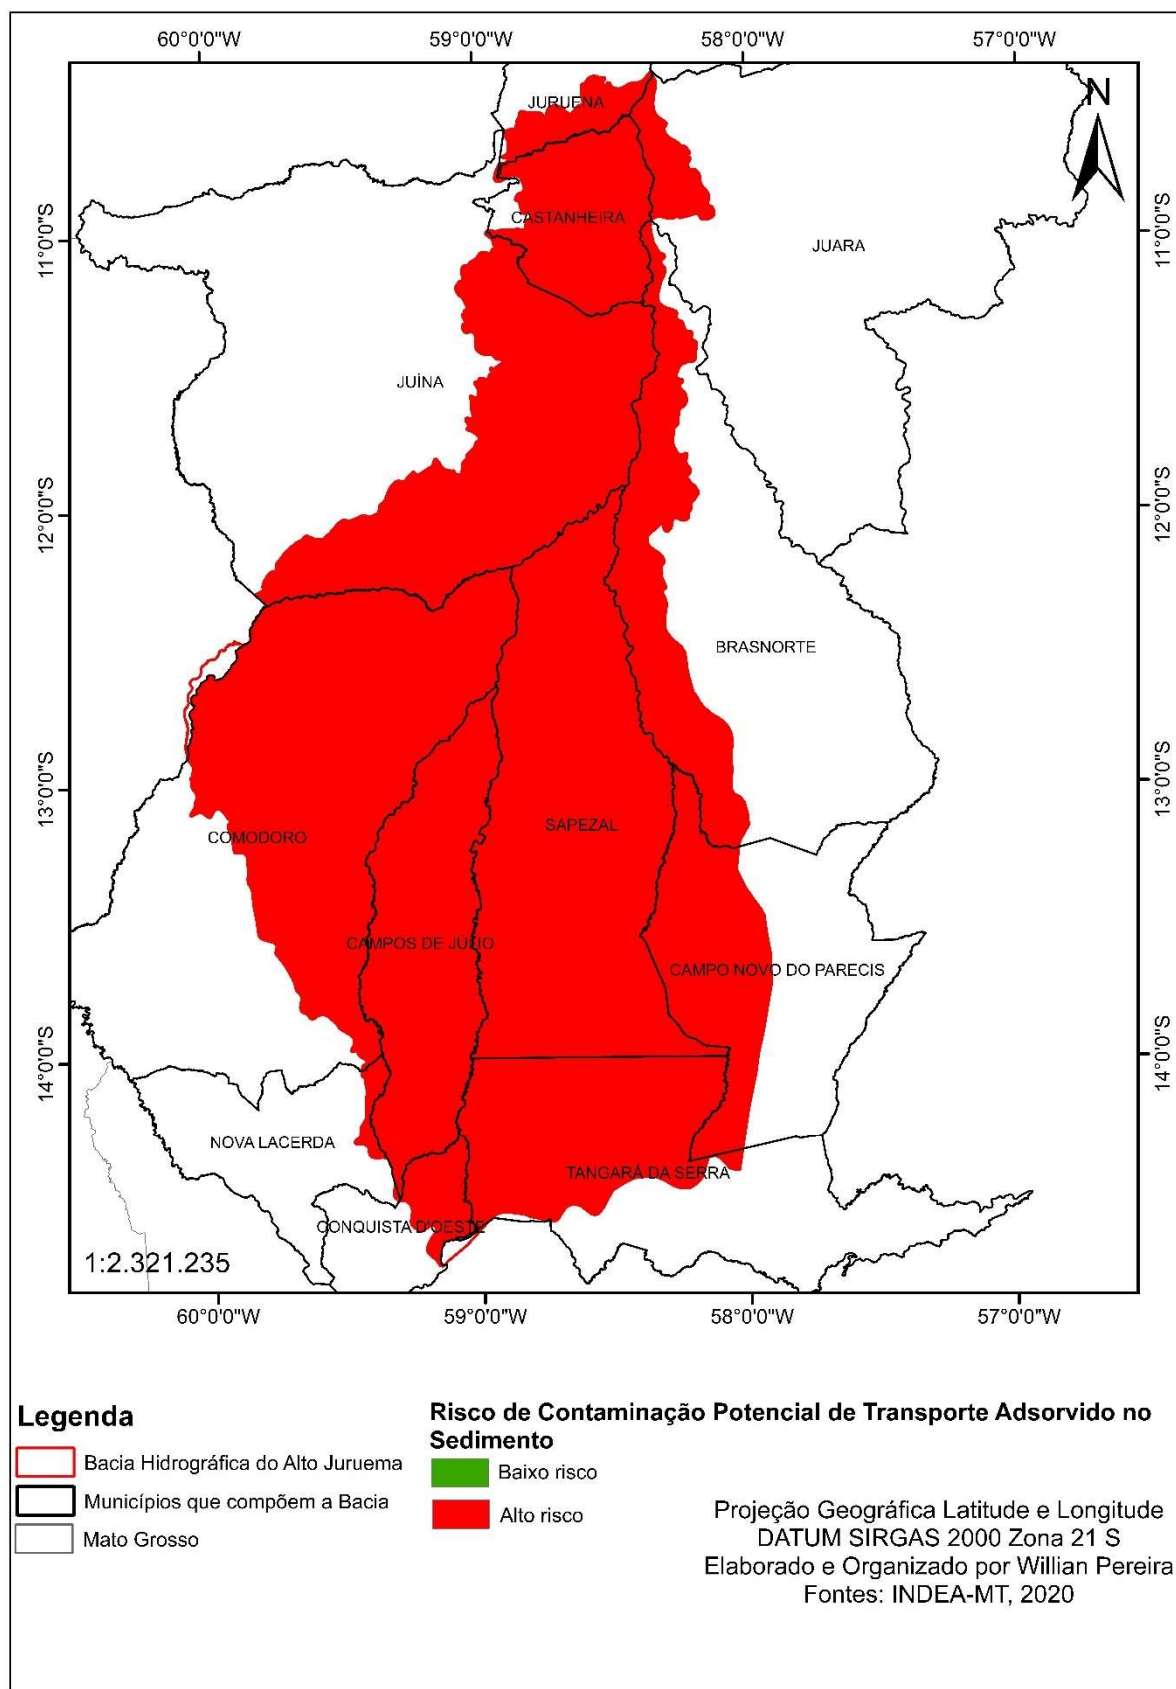 60°0'0"W 59°0'0"W 58°0'0"W 57°0'0"W
N
JURUENA
CASTANHEIRA
11°0'0"S
11°0'0"S
JUARA
JUÍNA
12°0'0"S
12°0'0"S
BRASNORTE
13°0'0"S
13°0'0"S
COMODORO
SAPEZAL
CAMPOS DE JÚLIO
CAMPO NOVO DO PARECIS
14°0'0"S
14°0'0"S
NOVA LACERDA
TANGARÁ DA SERRA
CONQUISTA D'OESTE
1:2.321.235
60°0'0"W 59°0'0"W 58°0'0"W 57°0'0"W
Legenda
Bacia Hidrográfica do Alto Juruema
Municípios que compõem a Bacia
Mato Grosso
Risco de Contaminação Potencial de Transporte Adsorvido no
Sedimento
Baixo risco
Alto risco
Projeção Geográfica Latitude e Longitude
DATUM SIRGAS 2000 Zona 21 S
Elaborado e Organizado por Willian Pereira
Fontes: INDEA-MT, 2020